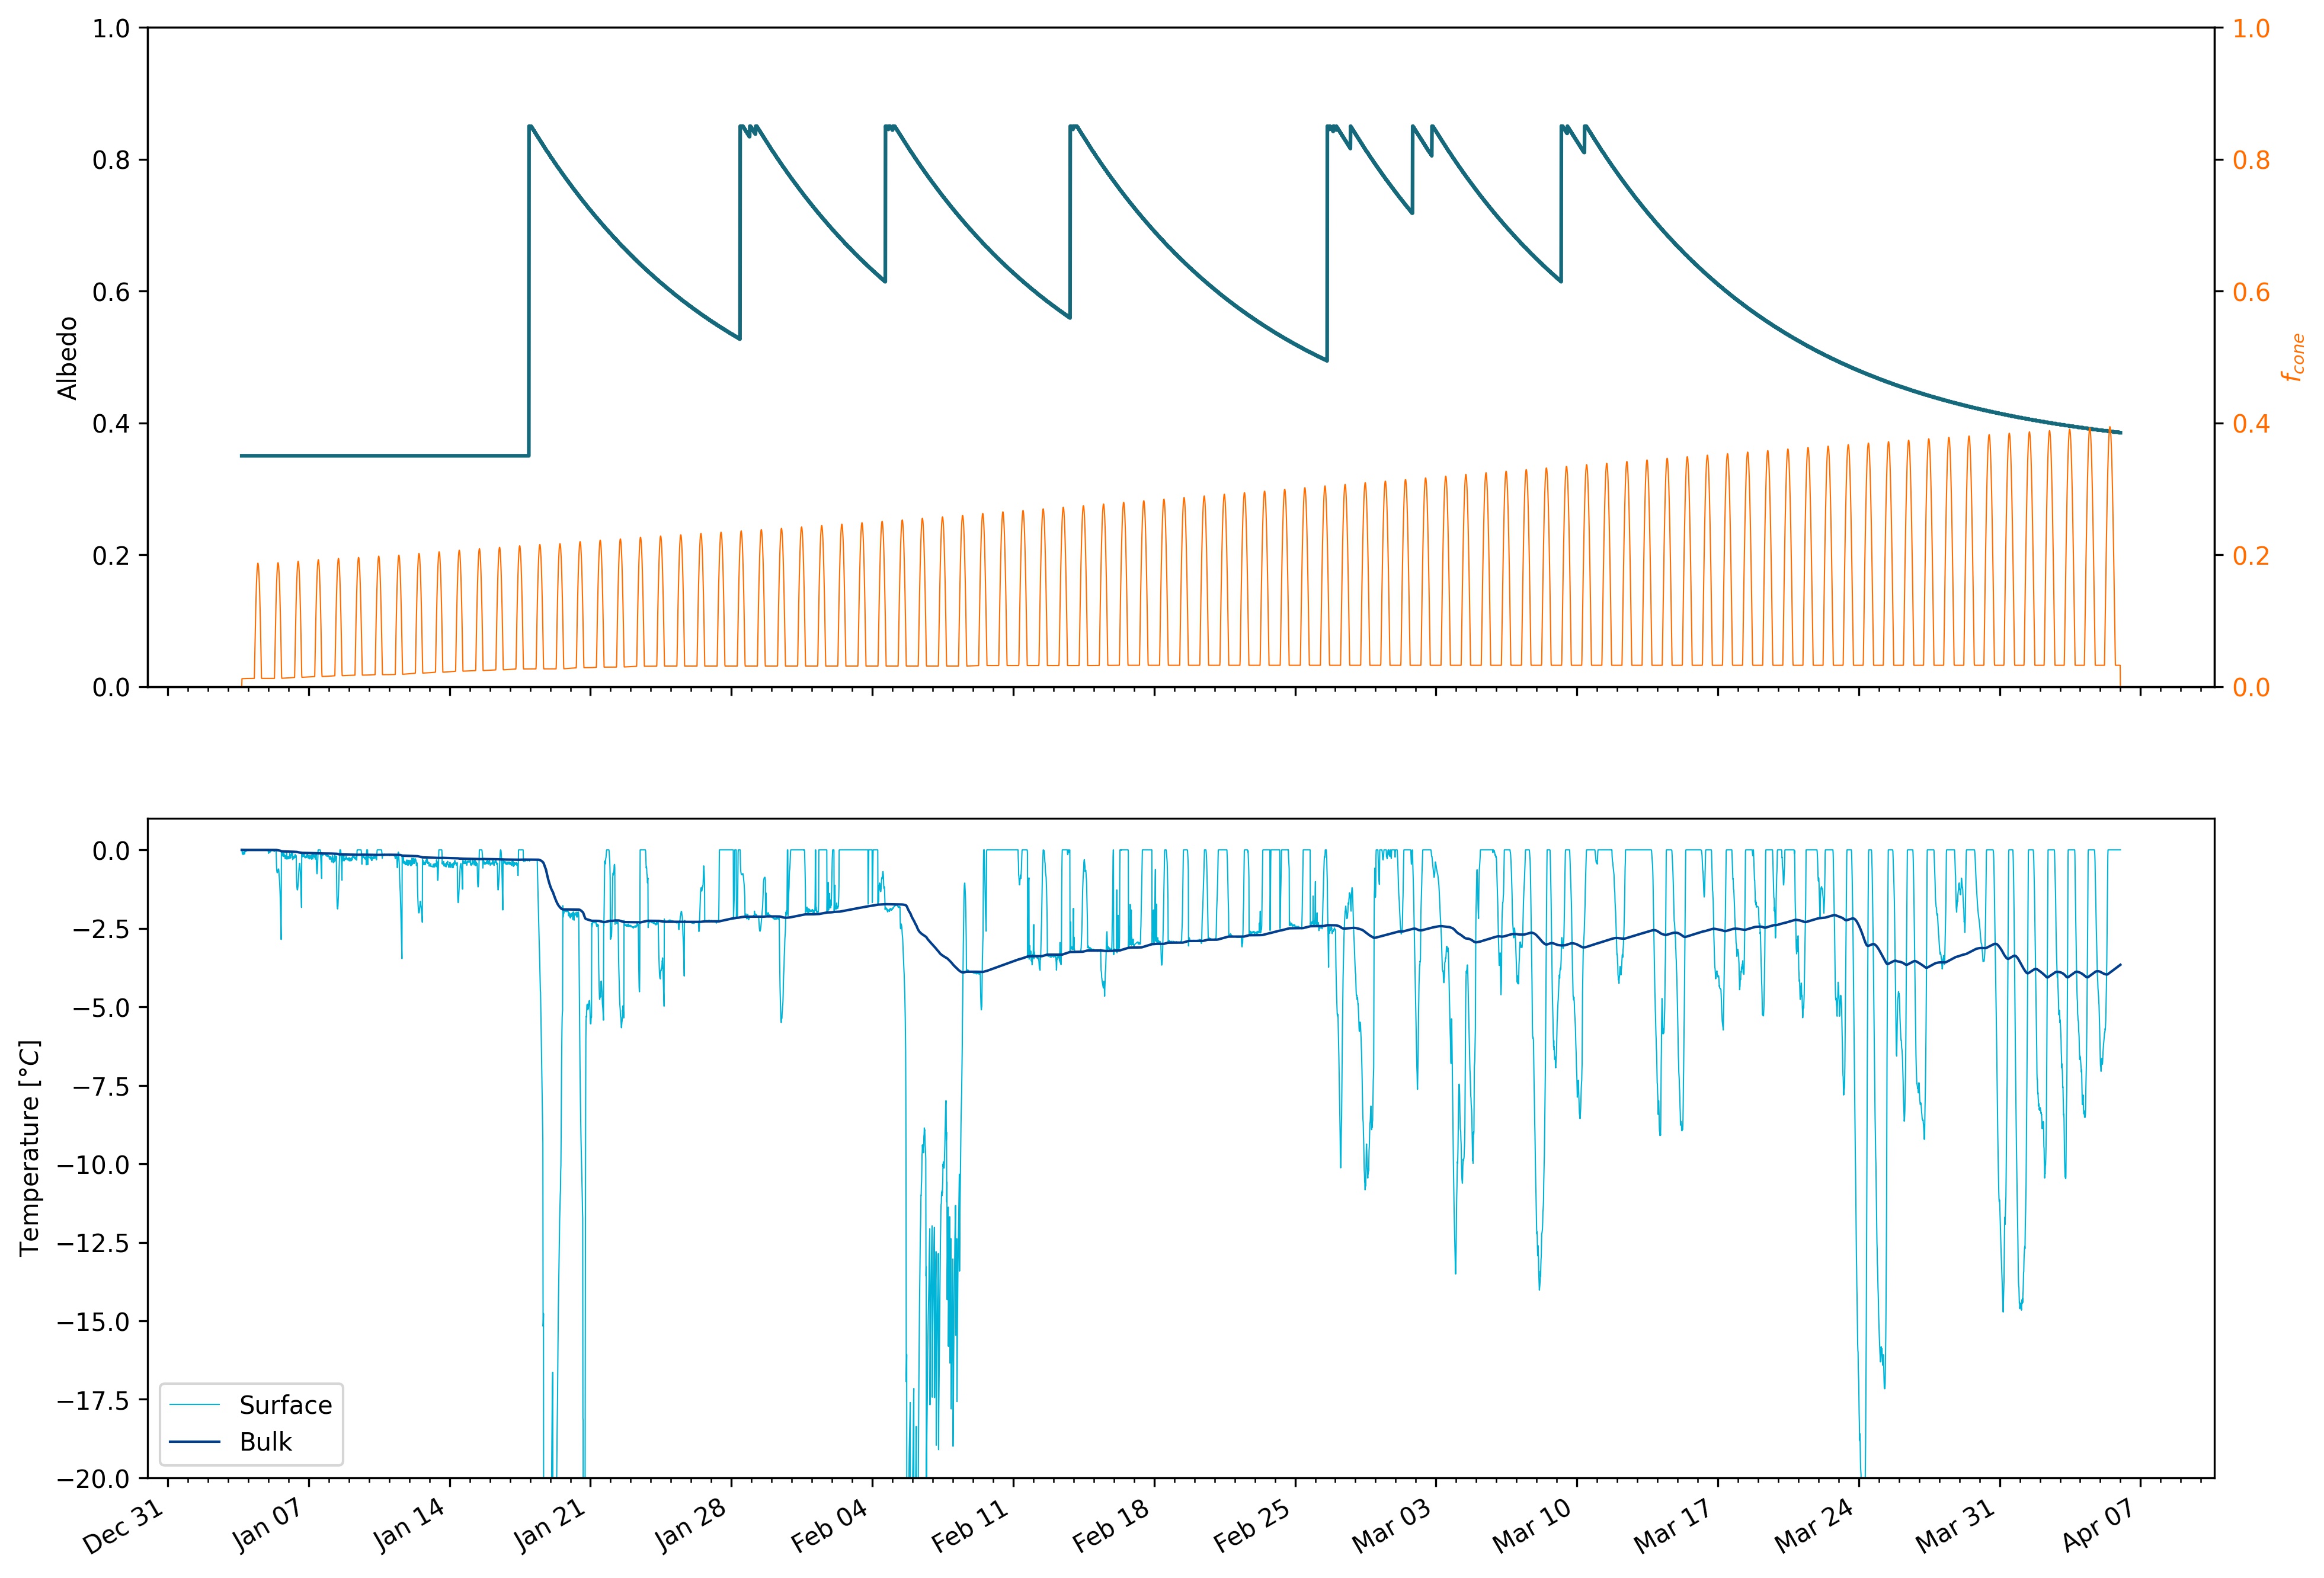 1.0
0.8
0.6
0.4
0.2
0.0
Albedo
1.0
0.8
0.6
0.4
0.2
0.0
f_cone
0.0
−2.5
−5.0
−7.5
−10.0
−12.5
−15.0
−17.5
−20.0
Temperature [°C]
Surface
Bulk
Dec 31
Jan 07
Jan 14
Jan 21
Jan 28
Feb 04
Feb 11
Feb 18
Feb 25
Mar 03
Mar 10
Mar 17
Mar 24
Mar 31
Apr 07